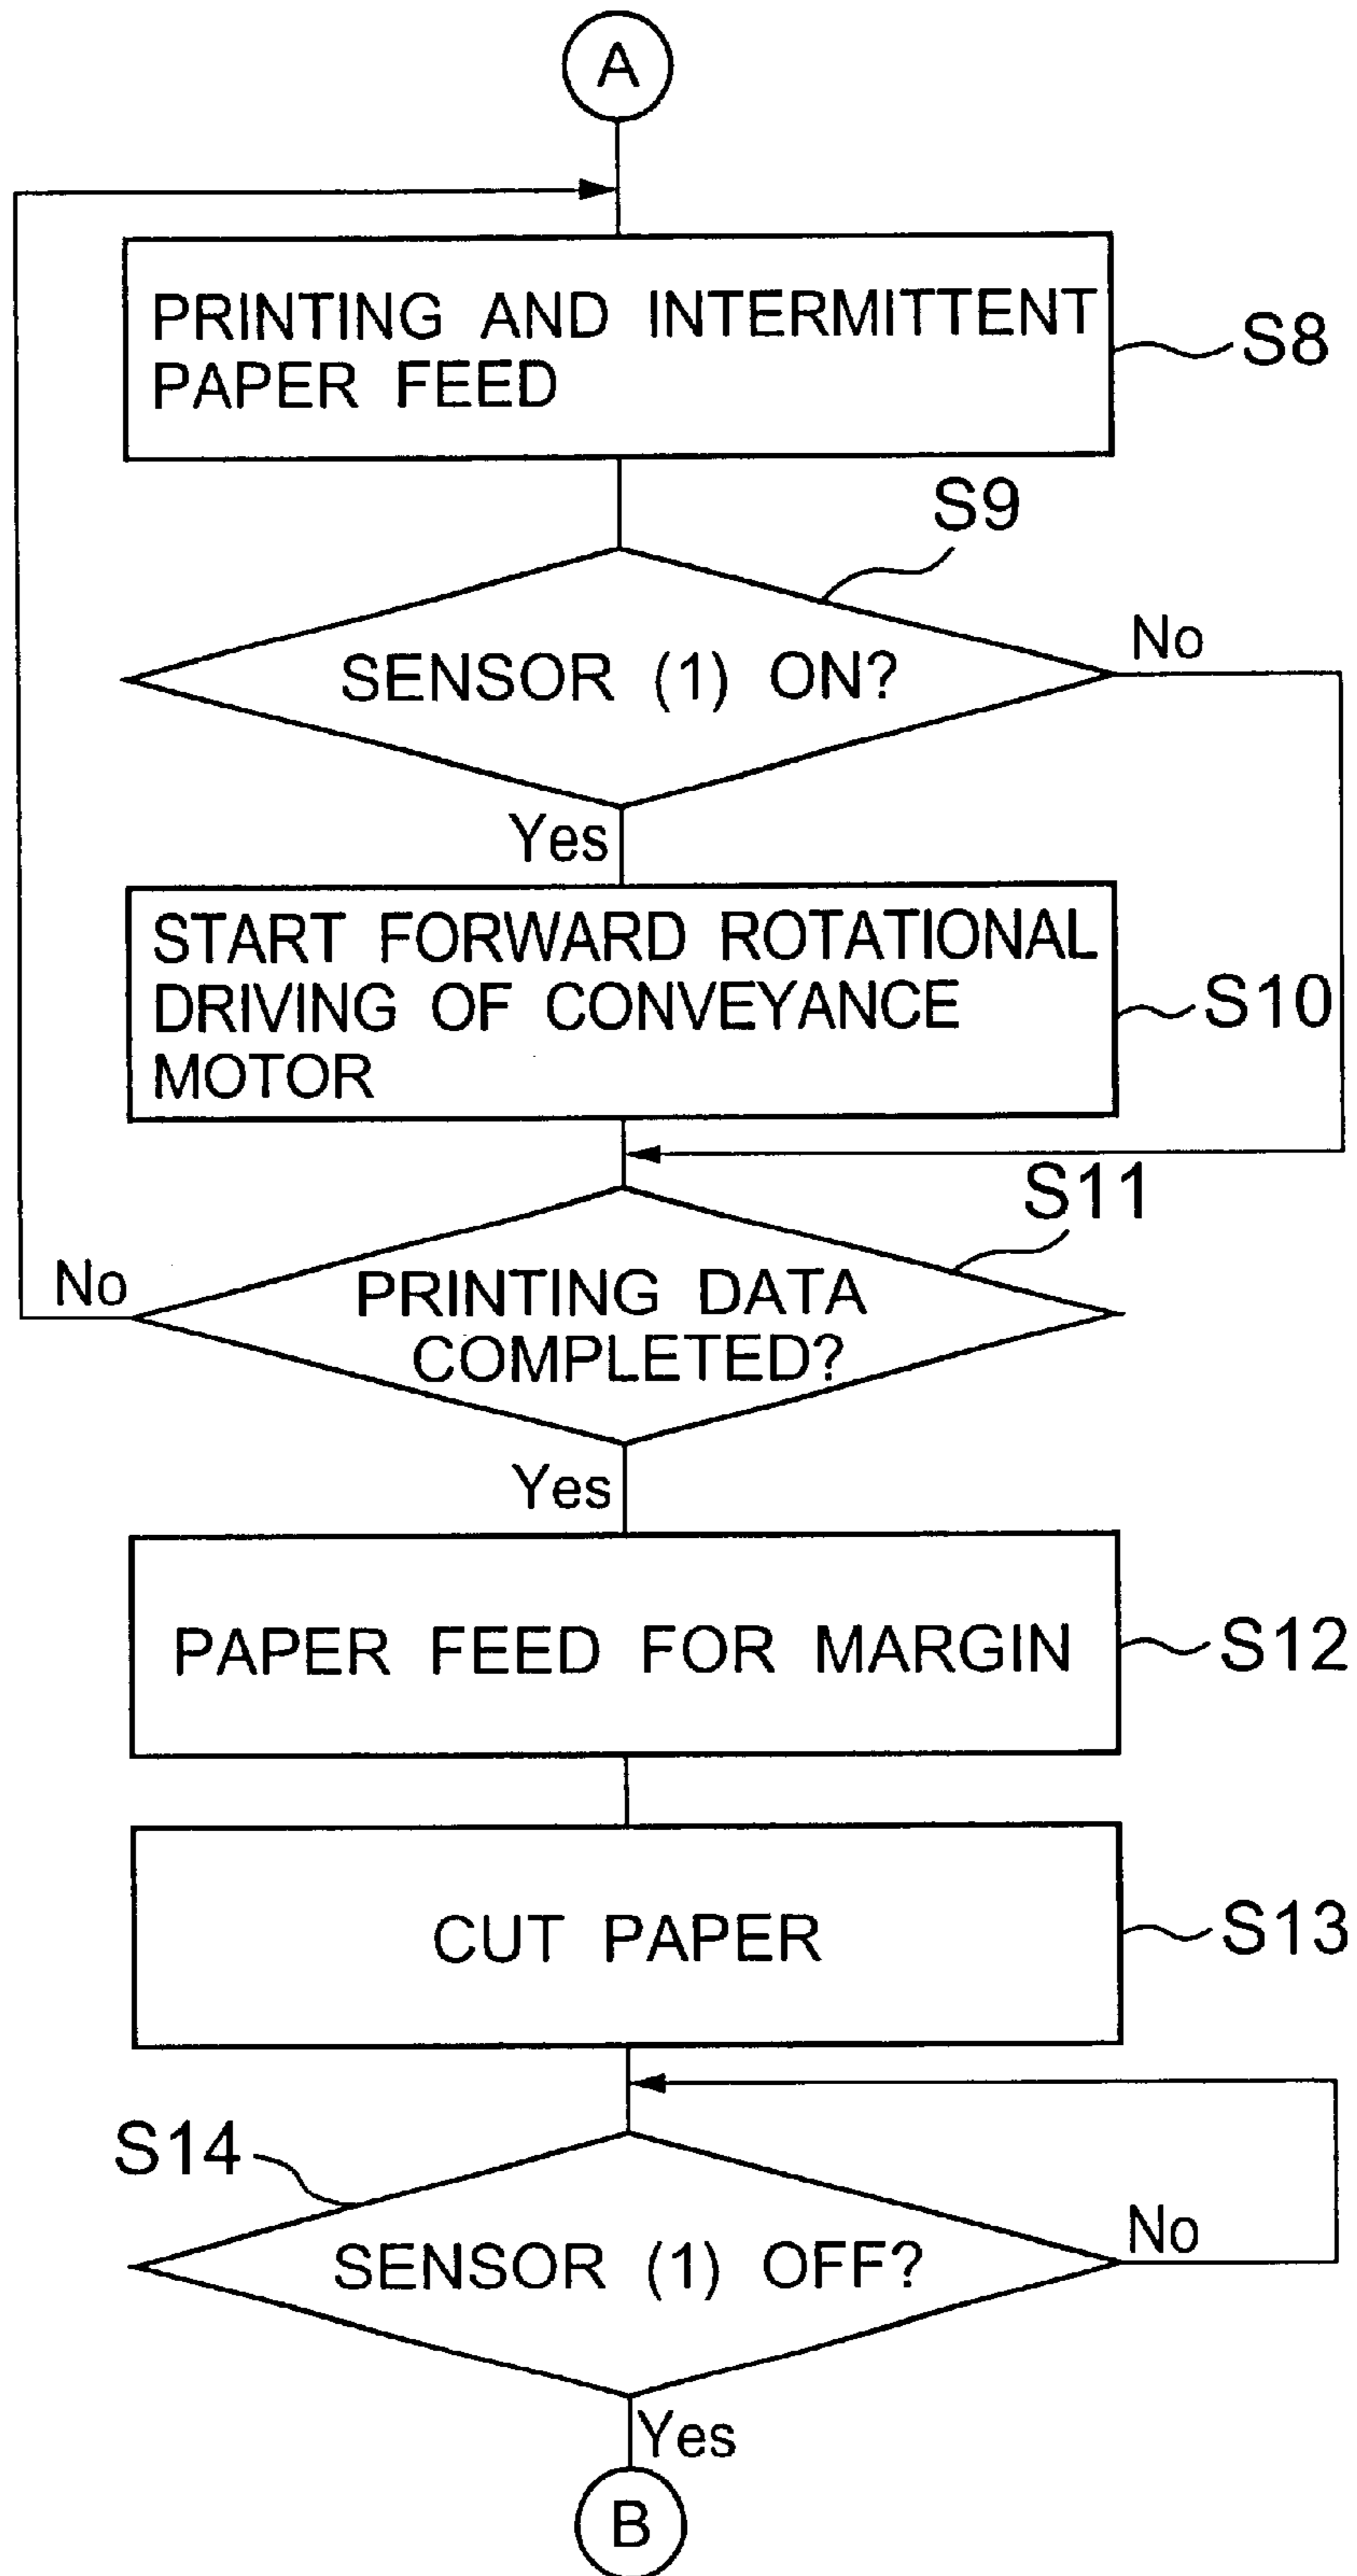 A
PRINTING AND INTERMITTENT
PAPER FEED
S8
S9
SENSOR (1) ON?
No
Yes
START FORWARD ROTATIONAL
DRIVING OF CONVEYANCE
MOTOR
S10
S11
No
PRINTING DATA
COMPLETED?
Yes
PAPER FEED FOR MARGIN
S12
CUT PAPER
S13
S14
SENSOR (1) OFF?
No
Yes
B